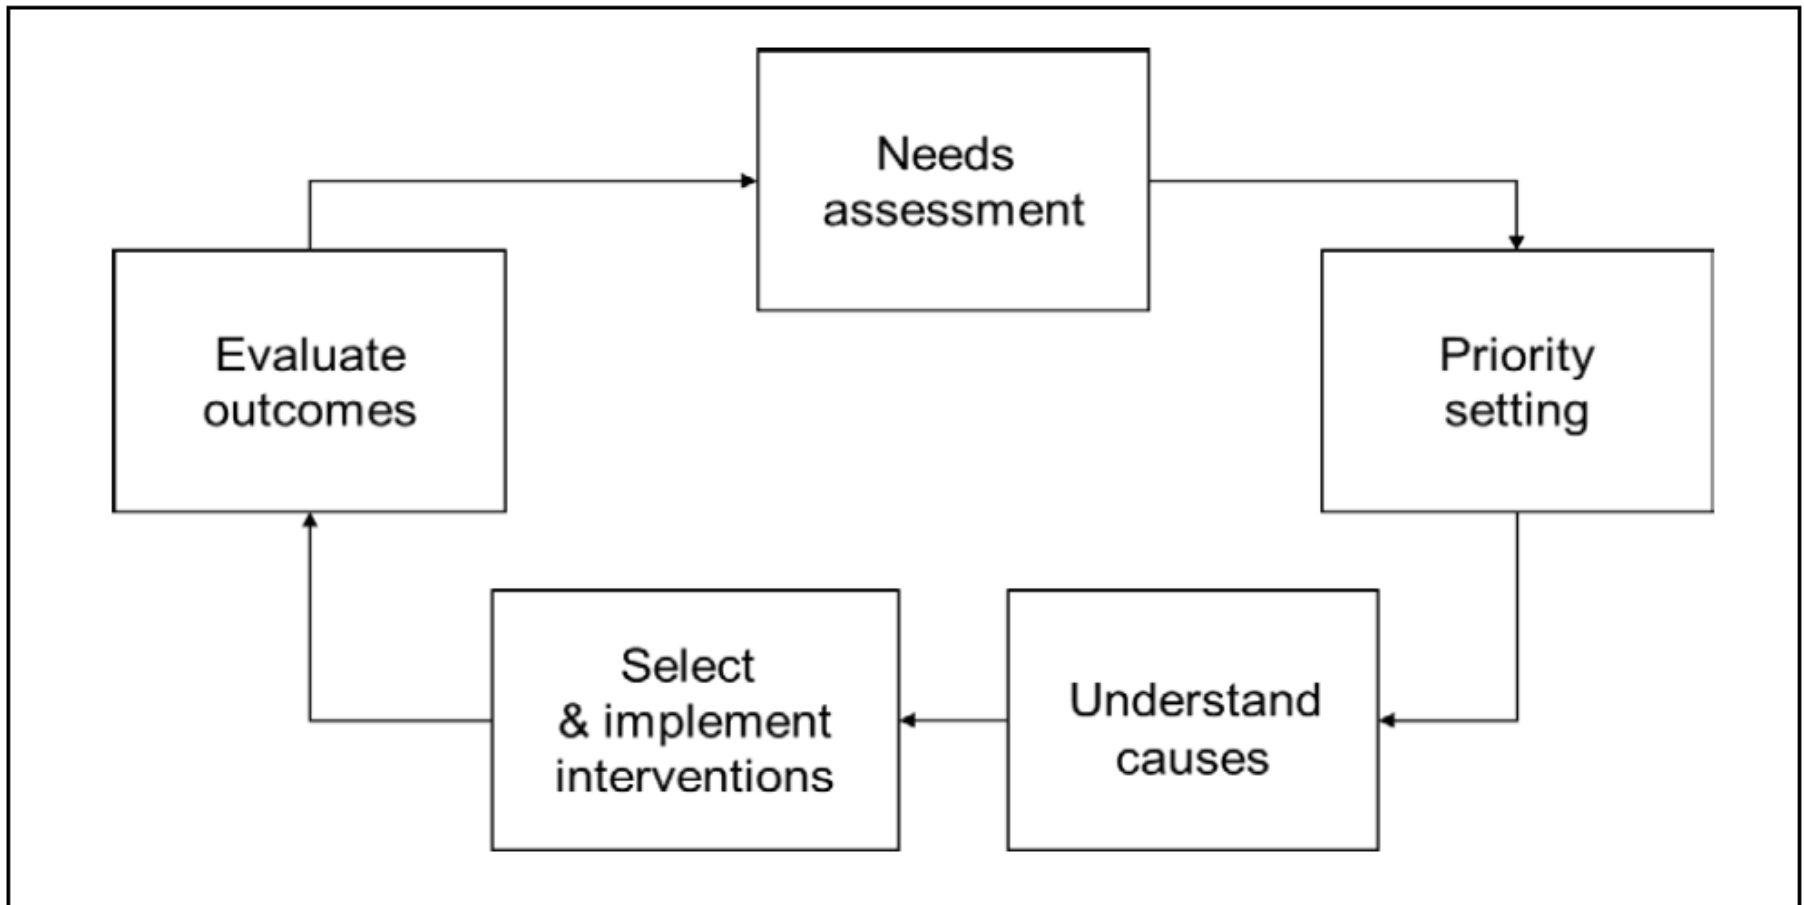 Needs
assessment
Evaluate
outcomes
Priority
setting
Select
& implement
interventions
Understand
causes